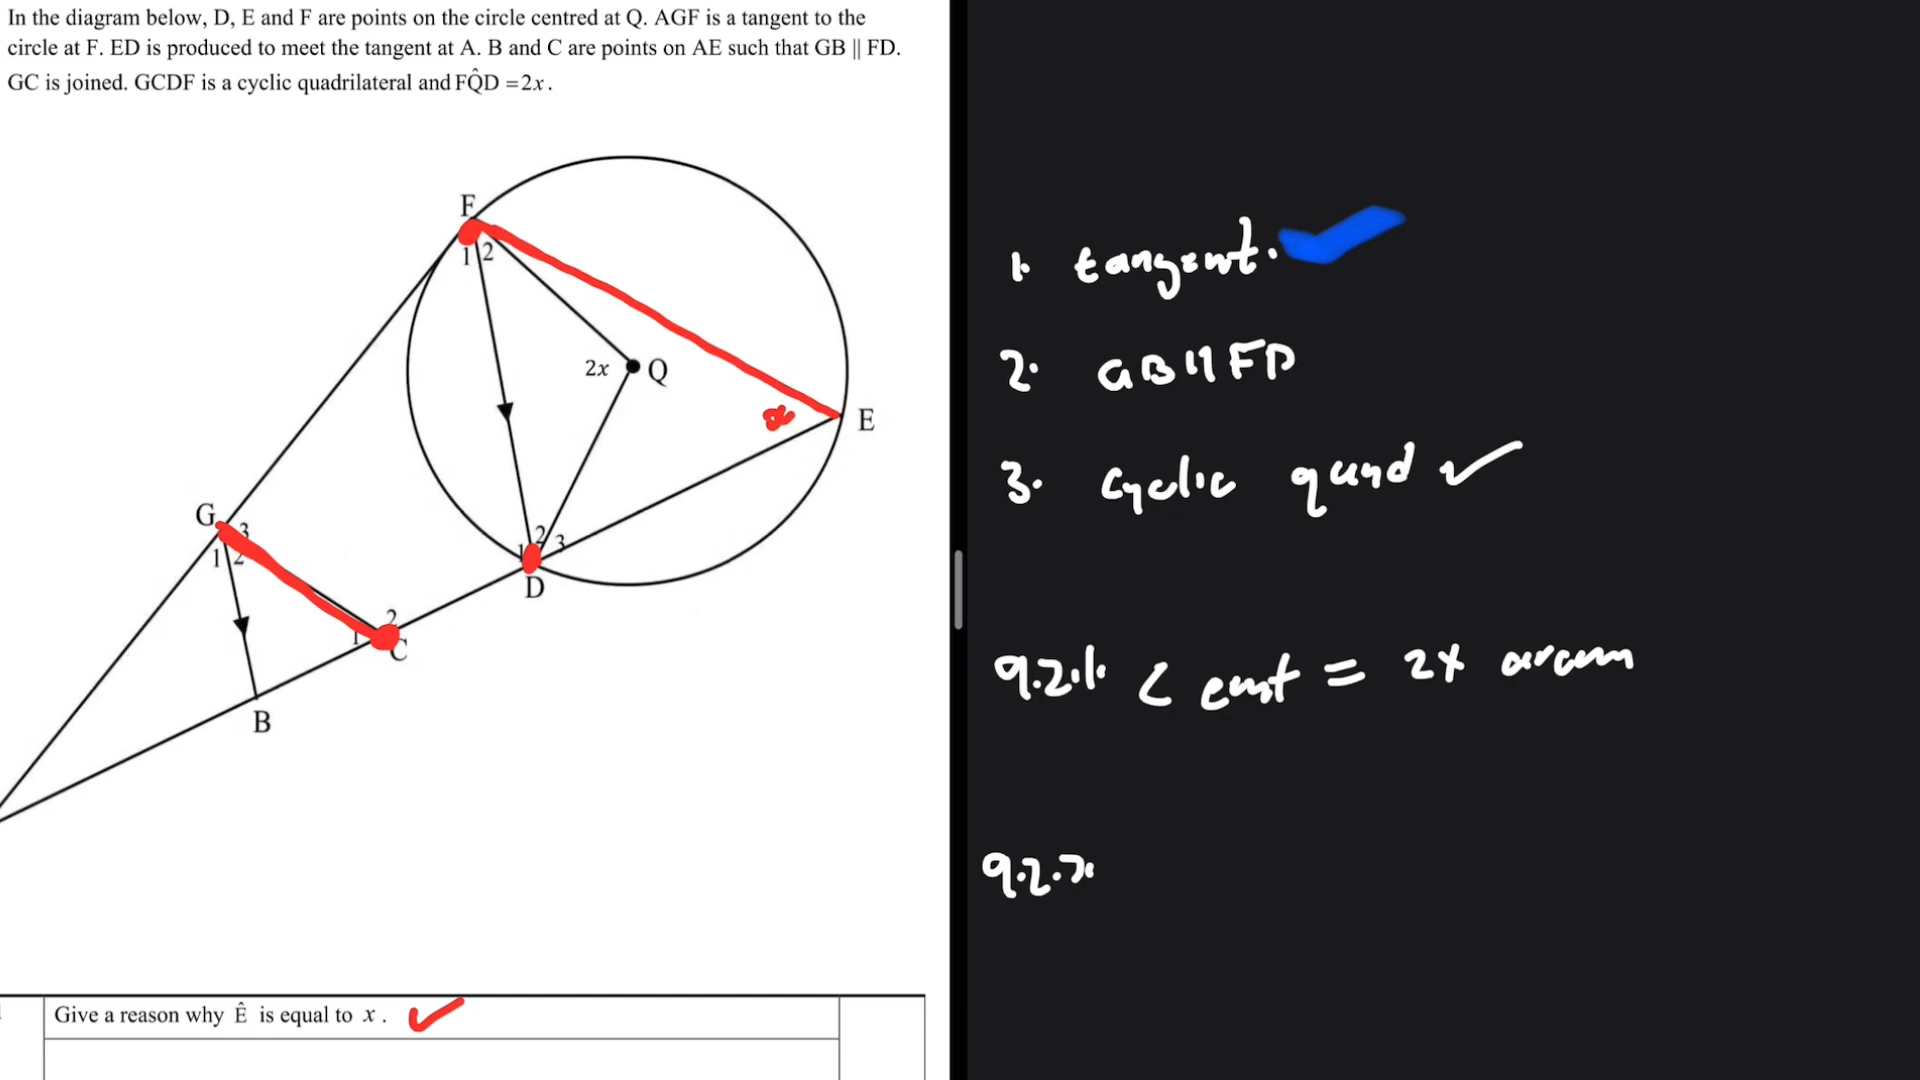 In the diagram below, D, E and F are points on the circle centred at Q. AGF is a tangent to the
circle at F. ED is produced to meet the tangent at A. B and C are points on AE such that GB || FD.
GC is joined. GCDF is a cyclic quadrilateral and FQ̂D = 2x.
F
1 2
2x Q
E
G
3
1 2
2 3
1
D
2
1
C
B
Give a reason why Ê is equal to x.
1. tangent.
2. GB || FD
3. Cyclic quad
9.2.1. < cent = 2x
9.2.